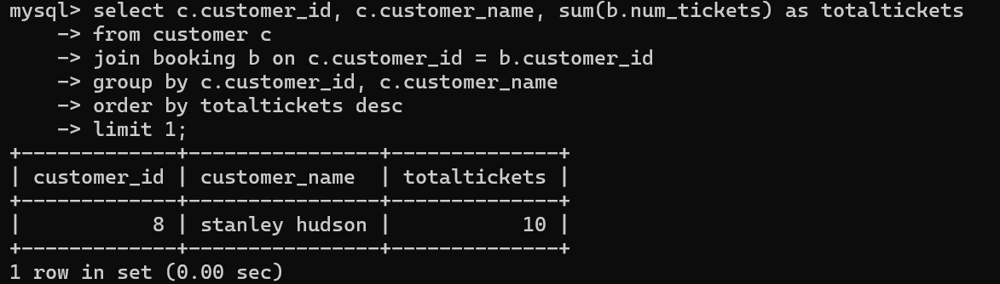 mysql> select c.customer_id, c.customer_name, sum(b.num_tickets) as totaltickets
    -> from customer c
    -> join booking b on c.customer_id = b.customer_id
    -> group by c.customer_id, c.customer_name
    -> order by totaltickets desc
    -> limit 1;
+-------------+----------------+--------------+
| customer_id | customer_name  | totaltickets |
+-------------+----------------+--------------+
|           8 | stanley hudson |           10 |
+-------------+----------------+--------------+
1 row in set (0.00 sec)